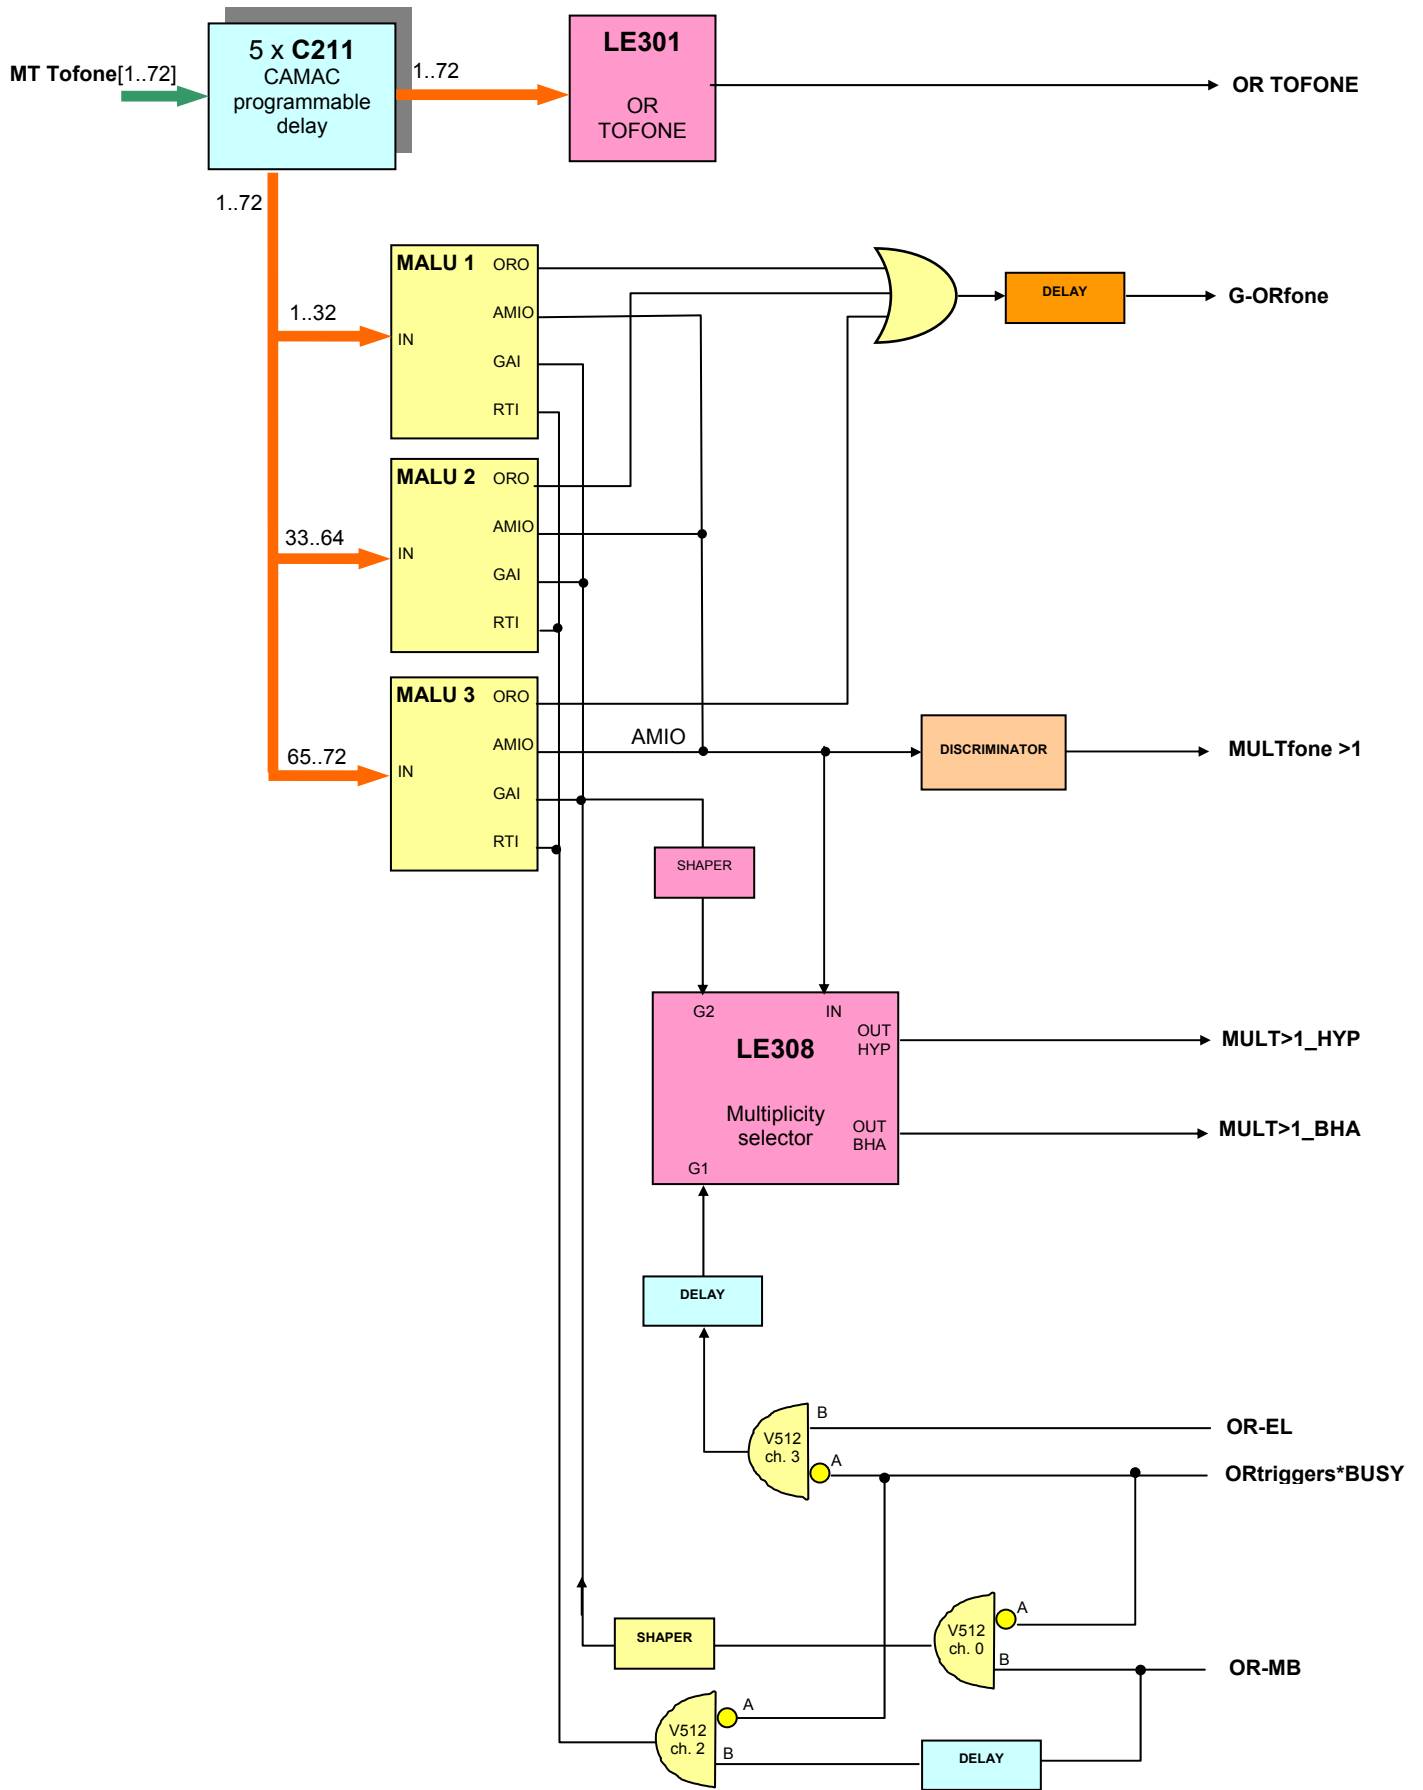 MT Tofone[1..72]
5 x C211
CAMAC
programmable
delay
1..72
LE301
OR
TOFONE
OR TOFONE
1..72
MALU 1
ORO
AMIO
GAI
RTI
IN
1..32
DELAY
G-ORfone
MALU 2
ORO
AMIO
GAI
RTI
IN
33..64
MALU 3
ORO
AMIO
GAI
RTI
IN
65..72
AMIO
DISCRIMINATOR
MULTfone >1
SHAPER
G2
IN
OUT
HYP
LE308
Multiplicity
selector
OUT
BHA
G1
MULT>1_HYP
MULT>1_BHA
DELAY
V512
ch. 3
B
A
OR-EL
ORtriggers*BUSY
SHAPER
V512
ch. 0
A
B
OR-MB
V512
ch. 2
A
B
DELAY